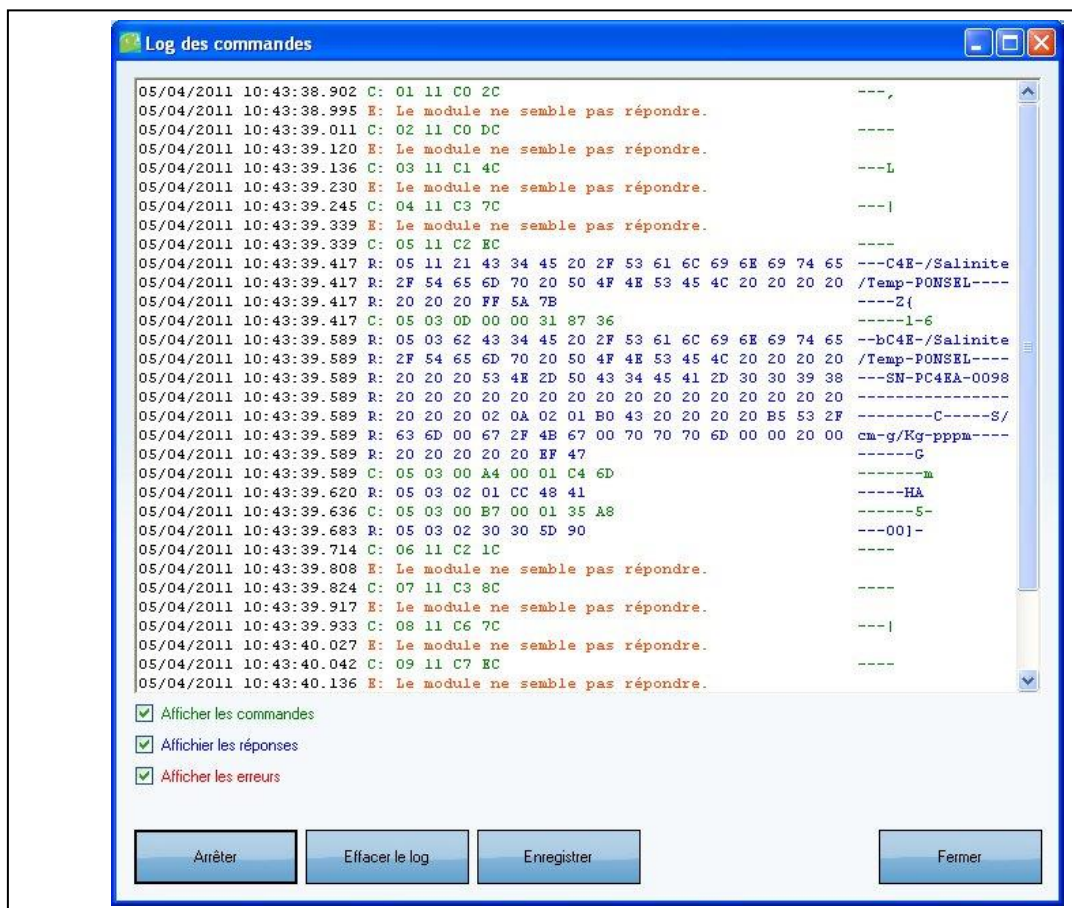 Log des commandes
05/04/2011 10:43:38.902 C: 01 11 C0 2C ---,
05/04/2011 10:43:38.995 E: Le module ne semble pas répondre.
05/04/2011 10:43:39.011 C: 02 11 C0 DC ----
05/04/2011 10:43:39.120 E: Le module ne semble pas répondre.
05/04/2011 10:43:39.136 C: 03 11 C1 4C ---L
05/04/2011 10:43:39.230 E: Le module ne semble pas répondre.
05/04/2011 10:43:39.245 C: 04 11 C3 7C ---|
05/04/2011 10:43:39.339 E: Le module ne semble pas répondre.
05/04/2011 10:43:39.339 C: 05 11 C2 EC ----
05/04/2011 10:43:39.417 R: 05 11 21 43 34 45 20 2F 53 61 6C 69 6E 69 74 65 ---C4E-/Salinite
05/04/2011 10:43:39.417 R: 2F 54 65 6D 70 20 50 4F 4E 53 45 4C 20 20 20 20 /Temp-PONSEL----
05/04/2011 10:43:39.417 R: 20 20 20 FF 5A 7B ----Z{
05/04/2011 10:43:39.417 C: 05 03 0D 00 00 31 87 36 -----1-6
05/04/2011 10:43:39.589 R: 05 03 62 43 34 45 20 2F 53 61 6C 69 6E 69 74 65 --bC4E-/Salinite
05/04/2011 10:43:39.589 R: 2F 54 65 6D 70 20 50 4F 4E 53 45 4C 20 20 20 20 /Temp-PONSEL----
05/04/2011 10:43:39.589 R: 20 20 20 53 4E 2D 50 43 34 45 41 2D 30 30 39 38 ---SN-PC4EA-0098
05/04/2011 10:43:39.589 R: 20 20 20 20 20 20 20 20 20 20 20 20 20 20 20 20 ----------------
05/04/2011 10:43:39.589 R: 20 20 20 02 0A 02 01 B0 43 20 20 20 20 B5 53 2F --------C-----S/
05/04/2011 10:43:39.589 R: 63 6D 00 67 2F 4B 67 00 70 70 70 6D 00 00 20 00 cm-g/Kg-pppm----
05/04/2011 10:43:39.589 R: 20 20 20 20 20 EF 47 ------G
05/04/2011 10:43:39.589 C: 05 03 00 A4 00 01 C4 6D -------m
05/04/2011 10:43:39.620 R: 05 03 02 01 CC 48 41 -----HA
05/04/2011 10:43:39.636 C: 05 03 00 B7 00 01 35 A8 ------5-
05/04/2011 10:43:39.683 R: 05 03 02 30 30 5D 90 ---00]-
05/04/2011 10:43:39.714 C: 06 11 C2 1C ----
05/04/2011 10:43:39.808 E: Le module ne semble pas répondre.
05/04/2011 10:43:39.824 C: 07 11 C3 8C ----
05/04/2011 10:43:39.917 E: Le module ne semble pas répondre.
05/04/2011 10:43:39.933 C: 08 11 C6 7C ---|
05/04/2011 10:43:40.027 E: Le module ne semble pas répondre.
05/04/2011 10:43:40.042 C: 09 11 C7 EC ----
05/04/2011 10:43:40.136 E: Le module ne semble pas répondre.
Afficher les commandes
Affichier les réponses
Afficher les erreurs
Arrêter Effacer le log Enregistrer Fermer